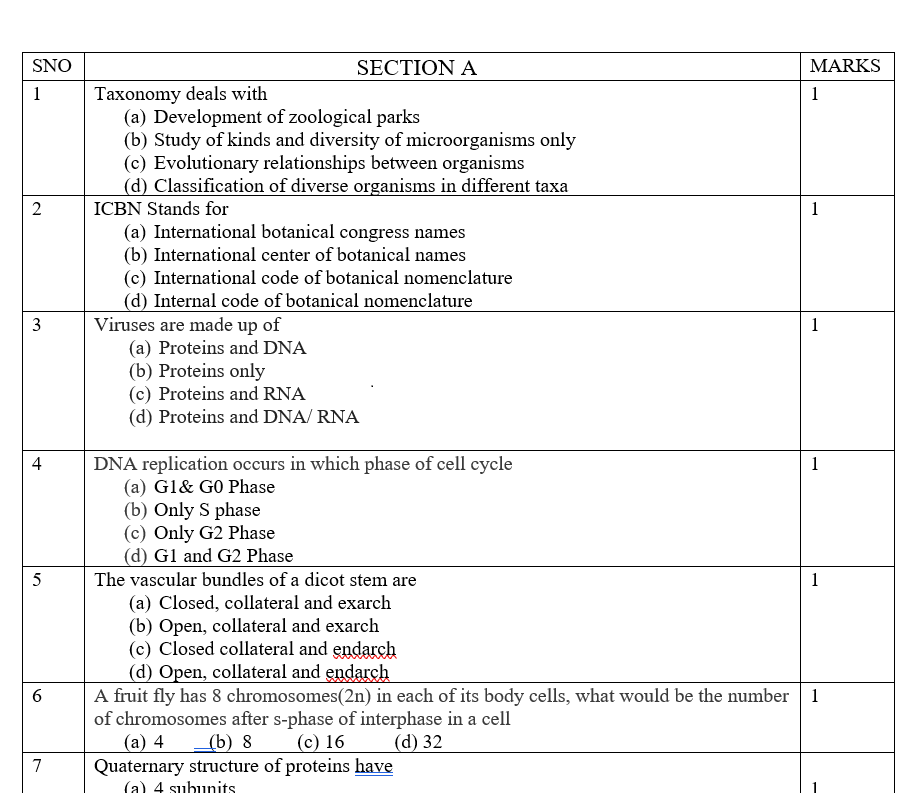 SNO SECTION A MARKS
1 Taxonomy deals with 1
(a) Development of zoological parks
(b) Study of kinds and diversity of microorganisms only
(c) Evolutionary relationships between organisms
(d) Classification of diverse organisms in different taxa
2 ICBN Stands for 1
(a) International botanical congress names
(b) International center of botanical names
(c) International code of botanical nomenclature
(d) Internal code of botanical nomenclature
3 Viruses are made up of 1
(a) Proteins and DNA
(b) Proteins only
(c) Proteins and RNA
(d) Proteins and DNA/ RNA
4 DNA replication occurs in which phase of cell cycle 1
(a) G1& G0 Phase
(b) Only S phase
(c) Only G2 Phase
(d) G1 and G2 Phase
5 The vascular bundles of a dicot stem are 1
(a) Closed, collateral and exarch
(b) Open, collateral and exarch
(c) Closed collateral and endarch
(d) Open, collateral and endarch
6 A fruit fly has 8 chromosomes(2n) in each of its body cells, what would be the number 1
of chromosomes after s-phase of interphase in a cell
(a) 4 (b) 8 (c) 16 (d) 32
7 Quaternary structure of proteins have
(a) 4 subunits 1